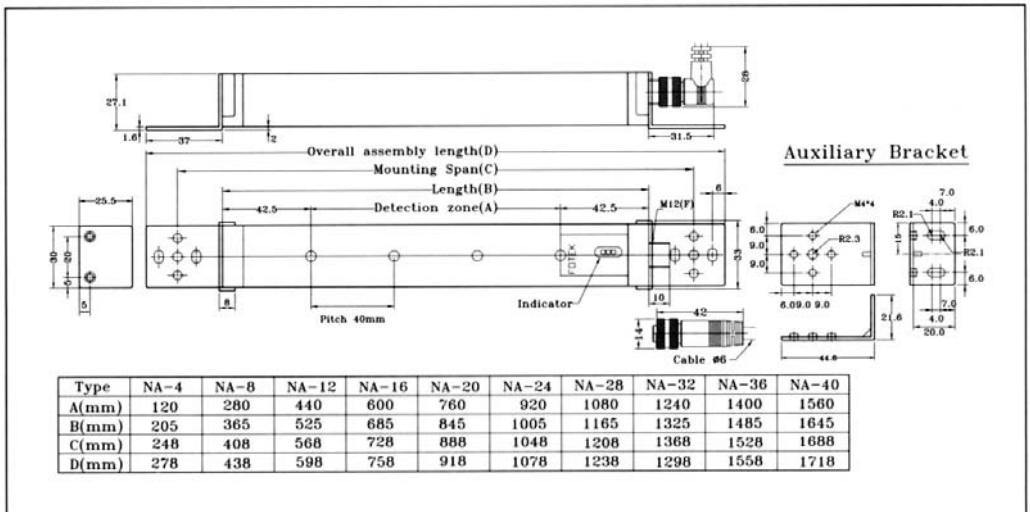 28
27.1
1.6
37
2
31.5
Overall assembly length(D)
Auxiliary Bracket
Mounting Span(C)
Length(B)
6
7.0
4.0
25.5
42.5
Detection zone(A)
42.5
M12(F)
M4*4
R2.1
6.0
6.0
15
9.0
R2.3
R2.1
30
20
FOTEK
33
9.0
5
6.0
5
8
Indicator
10
6.0
9.0
9.0
7.0
Pitch 40mm
42
4.0
21.6
14
20.0
Cable ø6
44.6
Type NA-4 NA-8 NA-12 NA-16 NA-20 NA-24 NA-28 NA-32 NA-36 NA-40
A(mm) 120 280 440 600 760 920 1080 1240 1400 1560
B(mm) 205 365 525 685 845 1005 1165 1325 1485 1645
C(mm) 248 408 568 728 888 1048 1208 1368 1528 1688
D(mm) 278 438 598 758 918 1078 1238 1298 1558 1718